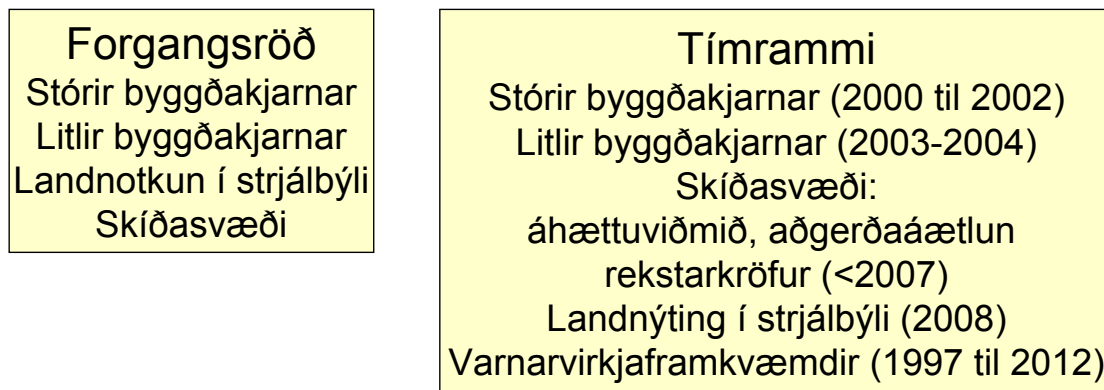 Forgangsröð
Stórir byggðakjarnar
Litlir byggðakjarnar
Landnotkun í strjálbýli
Skíðasvæði
Tímrammi
Stórir byggðakjarnar (2000 til 2002)
Litlir byggðakjarnar (2003-2004)
Skíðasvæði:
áhættuviðmið, aðgerðaáætlun
rekstarkröfur (<2007)
Landnýting í strjálbýli (2008)
Varnarvirkjaframkvæmdir (1997 til 2012)